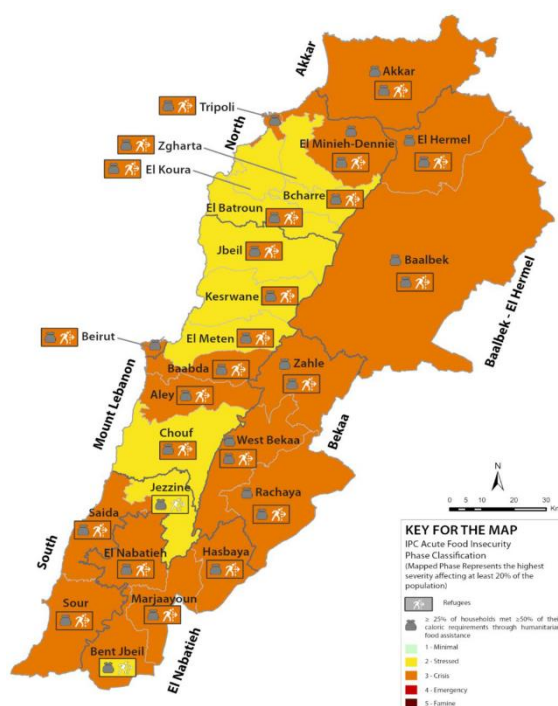 Akkar
Akkar
Tripoli
North
El Minieh-Dennie
El Hermel
Zgharta
El Koura
Bcharre
El Batroun
Jbeil
Baalbek
Kesrwane
Baalbek - El Hermel
Beirut
El Meten
Mount Lebanon
Baabda
Zahle
Aley
Chouf
West Bekaa
Bekaa
Jezzine
Rachaya
N
Saida
0 5 10 20 30
Km
South
El Nabatieh
Hasbaya
Sour
Marjaayoun
Bent Jbeil
El Nabatieh
KEY FOR THE MAP
IPC Acute Food Insecurity
Phase Classification
(Mapped Phase Represents the highest
severity affecting at least 20% of the
population)
Refugees
≥ 25% of households met ≥50% of thei
caloric requirements through humanitaria
food assistance
1 - Minimal
2 - Stressed
3 - Crisis
4 - Emergency
5 - Famine